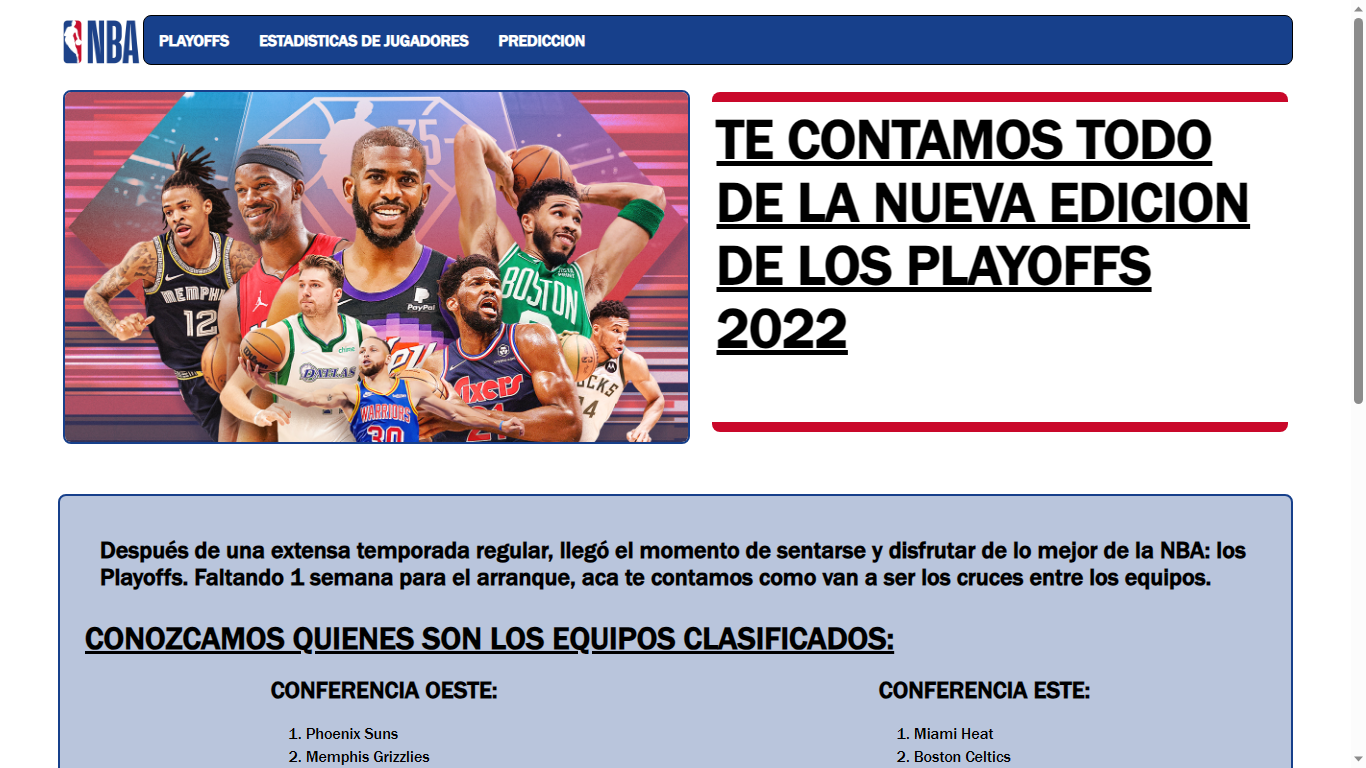 NBA
PLAYOFFS
ESTADISTICAS DE JUGADORES
PREDICCION
75
MEMPHI
12
PayPal
BOSTON
chime
DALLAS
WARRIORS
30
SIXERS
21
BUCKS
34
TE CONTAMOS TODO
DE LA NUEVA EDICION
DE LOS PLAYOFFS
2022
Después de una extensa temporada regular, llegó el momento de sentarse y disfrutar de lo mejor de la NBA: los
Playoffs. Faltando 1 semana para el arranque, aca te contamos como van a ser los cruces entre los equipos.
CONOZCAMOS QUIENES SON LOS EQUIPOS CLASIFICADOS:
CONFERENCIA OESTE:
1. Phoenix Suns
2. Memphis Grizzlies
CONFERENCIA ESTE:
1. Miami Heat
2. Boston Celtics